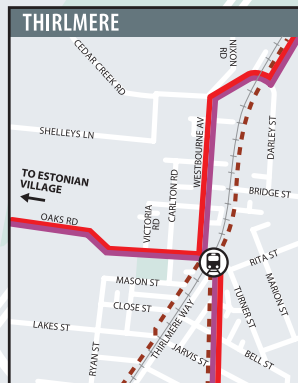 THIRLMERE
CEDAR CREEK RD
NIXON
RD
SHELLEYS LN
WESTBOURNE AV
DARLEY ST
TO ESTONIAN
VILLAGE
CARLTON RD
BRIDGE ST
VICTORIA
RD
OAKS RD
RITA ST
MASON ST
MARION ST
CLOSE ST
TURNER ST
THIRLMERE WAY
LAKES ST
RYAN ST
JARVIS ST
BELL ST